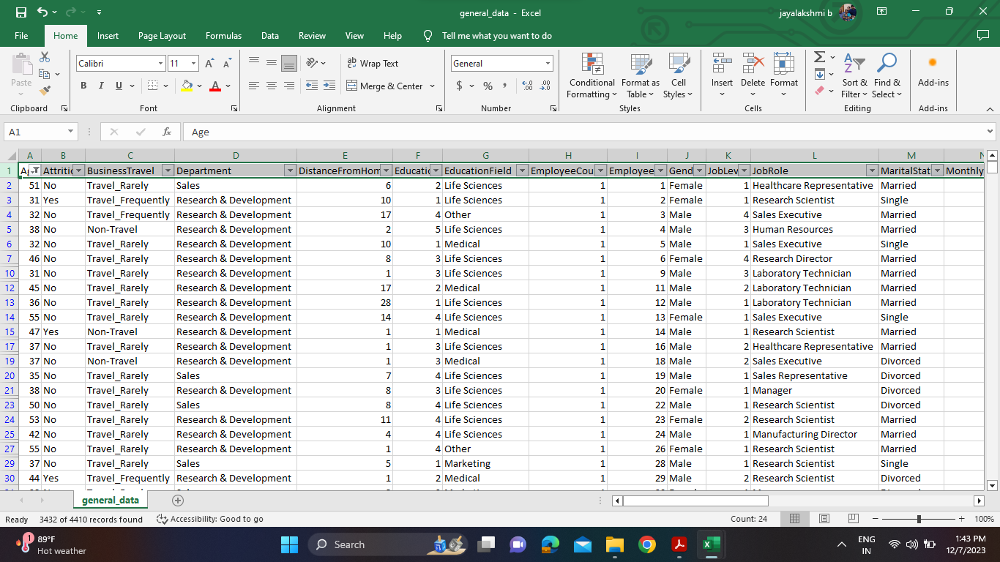 general_data - Excel
jayalakshmi b
File Home Insert Page Layout Formulas Data Review View Help Tell me what you want to do
Paste
Calibri 11
Wrap Text
General
Merge & Center
Conditional Formatting
Format as Table
Cell Styles
Insert Delete Format
Sort & Filter
Find & Select
Add-ins
Clipboard Font Alignment Number Styles Cells Editing Add-ins
A1 fx Age
A B C D E F G H I J K L M N
1 A Attritio BusinessTravel Department DistanceFromHom Educatio EducationField EmployeeCou Employee Gend JobLev JobRole MaritalStat Monthly
2 51 No Travel_Rarely Sales 6 2 Life Sciences 1 1 Female 1 Healthcare Representative Married
3 31 Yes Travel_Frequently Research & Development 10 1 Life Sciences 1 2 Female 1 Research Scientist Single
4 32 No Travel_Frequently Research & Development 17 4 Other 1 3 Male 4 Sales Executive Married
5 38 No Non-Travel Research & Development 2 5 Life Sciences 1 4 Male 3 Human Resources Married
6 32 No Travel_Rarely Research & Development 10 1 Medical 1 5 Male 1 Sales Executive Single
7 46 No Travel_Rarely Research & Development 8 3 Life Sciences 1 6 Female 4 Research Director Married
10 31 No Travel_Rarely Research & Development 1 3 Life Sciences 1 9 Male 3 Laboratory Technician Married
12 45 No Travel_Rarely Research & Development 17 2 Medical 1 11 Male 2 Laboratory Technician Married
13 36 No Travel_Rarely Research & Development 28 1 Life Sciences 1 12 Male 1 Laboratory Technician Married
14 55 No Travel_Rarely Research & Development 14 4 Life Sciences 1 13 Female 1 Sales Executive Single
15 47 Yes Non-Travel Research & Development 1 1 Medical 1 14 Male 1 Research Scientist Married
17 37 No Travel_Rarely Research & Development 1 3 Life Sciences 1 16 Male 2 Healthcare Representative Married
19 37 No Non-Travel Research & Development 1 3 Medical 1 18 Male 2 Sales Executive Divorced
20 35 No Travel_Rarely Sales 7 4 Life Sciences 1 19 Male 1 Sales Representative Divorced
21 38 No Travel_Rarely Research & Development 8 3 Life Sciences 1 20 Female 1 Manager Divorced
23 50 No Travel_Rarely Sales 8 4 Life Sciences 1 22 Male 1 Research Scientist Divorced
24 53 No Travel_Rarely Research & Development 11 4 Life Sciences 1 23 Female 2 Research Scientist Married
25 42 No Travel_Rarely Research & Development 4 4 Life Sciences 1 24 Male 1 Manufacturing Director Married
27 55 No Travel_Rarely Research & Development 1 4 Other 1 26 Female 1 Research Scientist Married
29 37 No Travel_Rarely Sales 5 1 Marketing 1 28 Male 1 Research Scientist Single
30 44 Yes Travel_Frequently Research & Development 1 2 Medical 1 29 Male 2 Research Scientist Divorced
general_data
Ready 3432 of 4410 records found Accessibility: Good to go Count: 24 100%
1 89°F
Hot weather
Search
ENG
IN
1:43 PM
12/7/2023